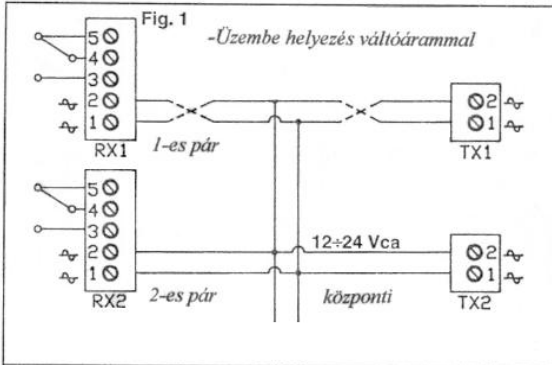 Fig. 1
-Üzembe helyezés váltóárammal
5
4
3
2
1
RX1
1-es pár
2
1
TX1
5
4
3
2
1
RX2
2-es pár
12÷24 Vca
központi
2
1
TX2